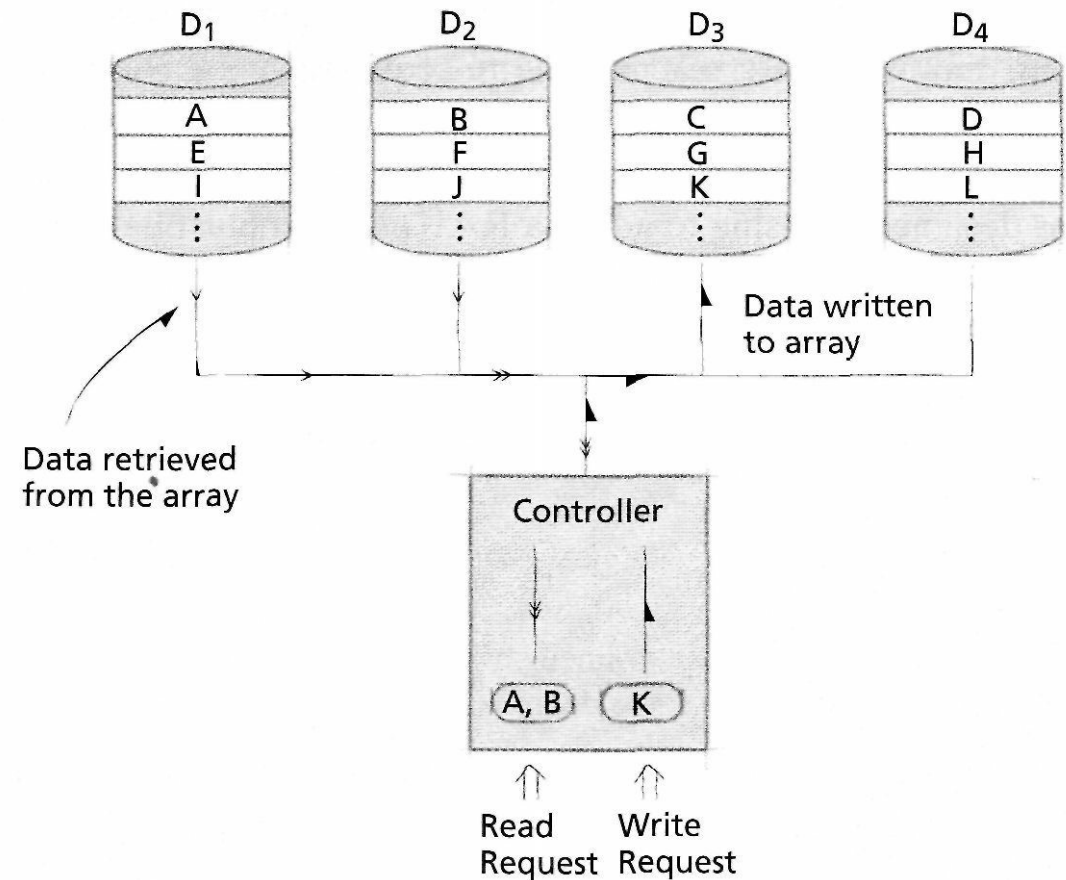 D1
D2
D3
D4
A
B
C
D
E
F
G
H
I
J
K
L
Data written
to array
Data retrieved
from the array
Controller
A, B
K
Read
Request
Write
Request